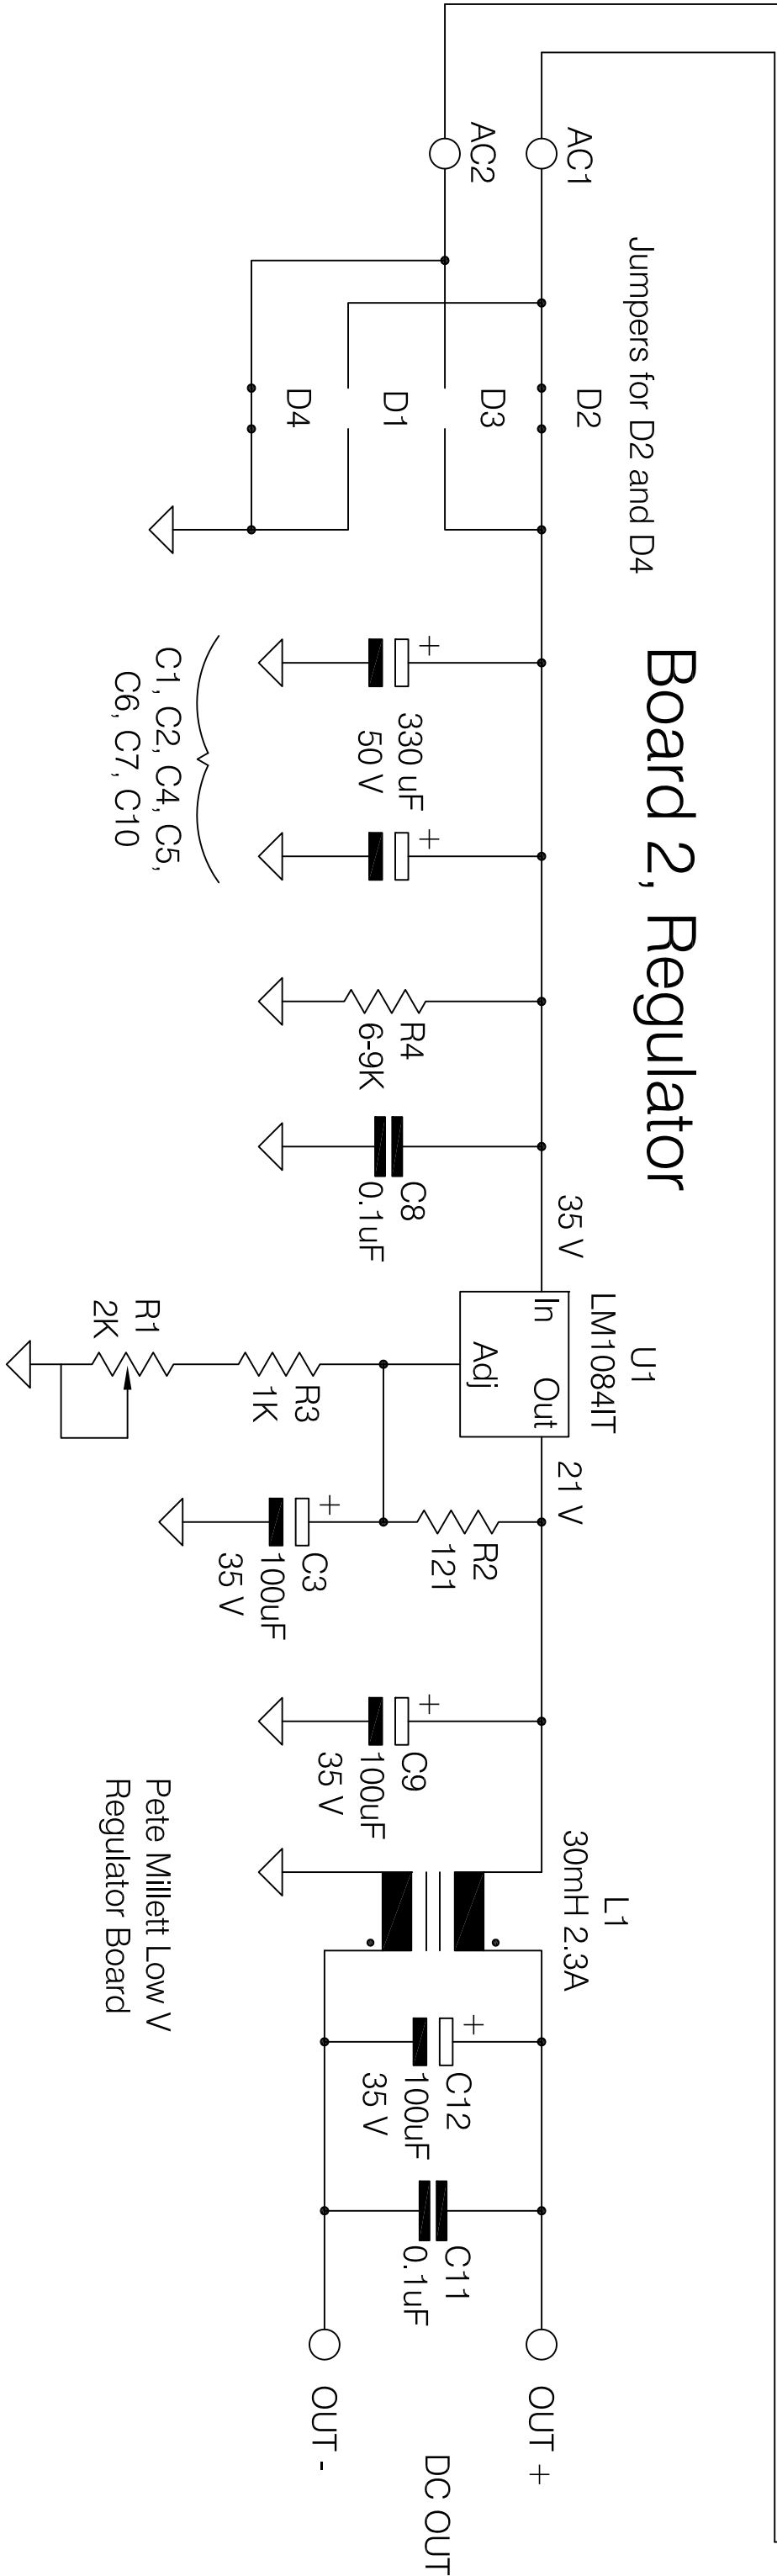 Board 2, Regulator
Jumpers for D2 and D4
AC1
AC2
D2
D3
D1
D4
+
330 uF
50 V
+
C1, C2, C4, C5,
C6, C7, C10
R4
6-9K
C8
0.1uF
35 V
U1
LM1084IT
In
Out
Adj
21 V
R1
2K
R3
1K
R2
121
+
C3
100uF
35 V
+
C9
100uF
35 V
L1
30mH 2.3A
+
C12
100uF
35 V
C11
0.1uF
OUT +
OUT -
DC OUT
Pete Millett Low V
Regulator Board